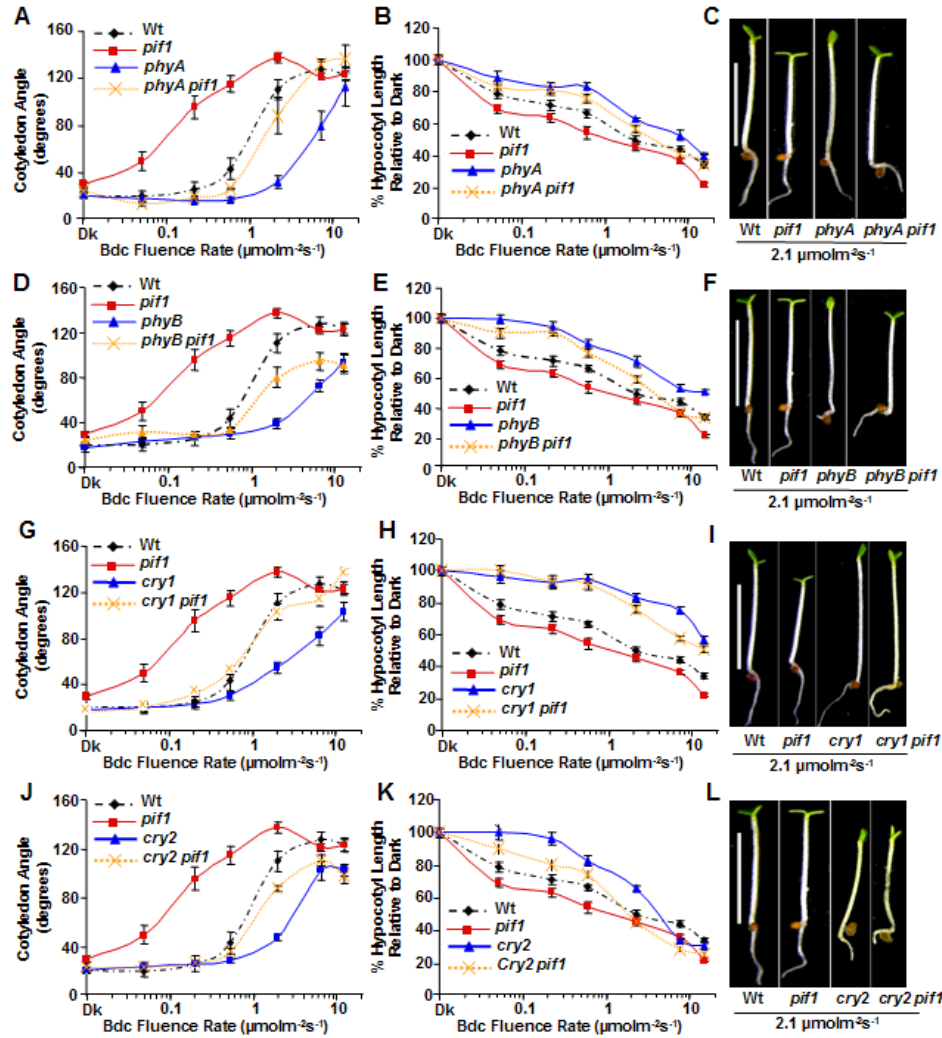 A
160
120
80
40
0
Cotyledon Angle
(degrees)
Wt
pif1
phyA
phyA pif1
Dk
0.1
1
10
Bdc Fluence Rate (µmolm-2s-1)
B
120
100
80
60
40
20
0
% Hypocotyl Length
Relative to Dark
Wt
pif1
phyA
phyA pif1
Dk
0.1
1
10
Bdc Fluence Rate (µmolm-2s-1)
C
Wt pif1 phyA phyA pif1
2.1 µmolm-2s-1
D
160
120
80
40
0
Cotyledon Angle
(degrees)
Wt
pif1
phyB
phyB pif1
Dk
0.1
1
10
Bdc Fluence Rate (µmolm-2s-1)
E
120
100
80
60
40
20
0
% Hypocotyl Length
Relative to Dark
Wt
pif1
phyB
phyB pif1
Dk
0.1
1
10
Bdc Fluence Rate (µmolm-2s-1)
F
Wt pif1 phyB phyB pif1
2.1 µmolm-2s-1
G
160
120
80
40
0
Cotyledon Angle
(degrees)
Wt
pif1
cry1
cry1 pif1
Dk
0.1
1
10
Bdc Fluence Rate (µmolm-2s-1)
H
120
100
80
60
40
20
0
% Hypocotyl Length
Relative to Dark
Wt
pif1
cry1
cry1 pif1
Dk
0.1
1
10
Bdc Fluence Rate (µmolm-2s-1)
I
Wt pif1 cry1 cry1 pif1
2.1 µmolm-2s-1
J
160
120
80
40
0
Cotyledon Angle
(degrees)
Wt
pif1
cry2
cry2 pif1
Dk
0.1
1
10
Bdc Fluence Rate (µmolm-2s-1)
K
120
100
80
60
40
20
0
% Hypocotyl Length
Relative to Dark
Wt
pif1
cry2
Cry2 pif1
Dk
0.1
1
10
Bdc Fluence Rate (µmolm-2s-1)
L
Wt pif1 cry2 cry2 pif1
2.1 µmolm-2s-1